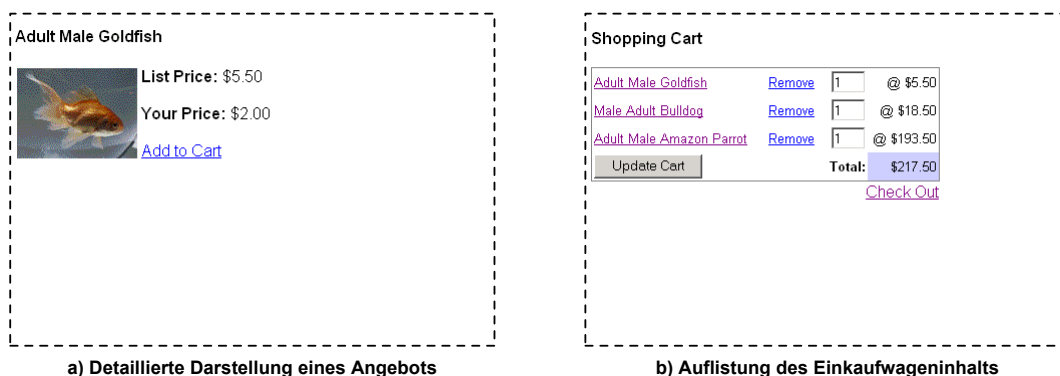 Adult Male Goldfish
List Price: $5.50
Your Price: $2.00
Add to Cart
a) Detaillierte Darstellung eines Angebots
Shopping Cart
Adult Male Goldfish Remove 1 @ $5.50
Male Adult Bulldog Remove 1 @ $18.50
Adult Male Amazon Parrot Remove 1 @ $193.50
Update Cart Total: $217.50
Check Out
b) Auflistung des Einkaufwageninhalts